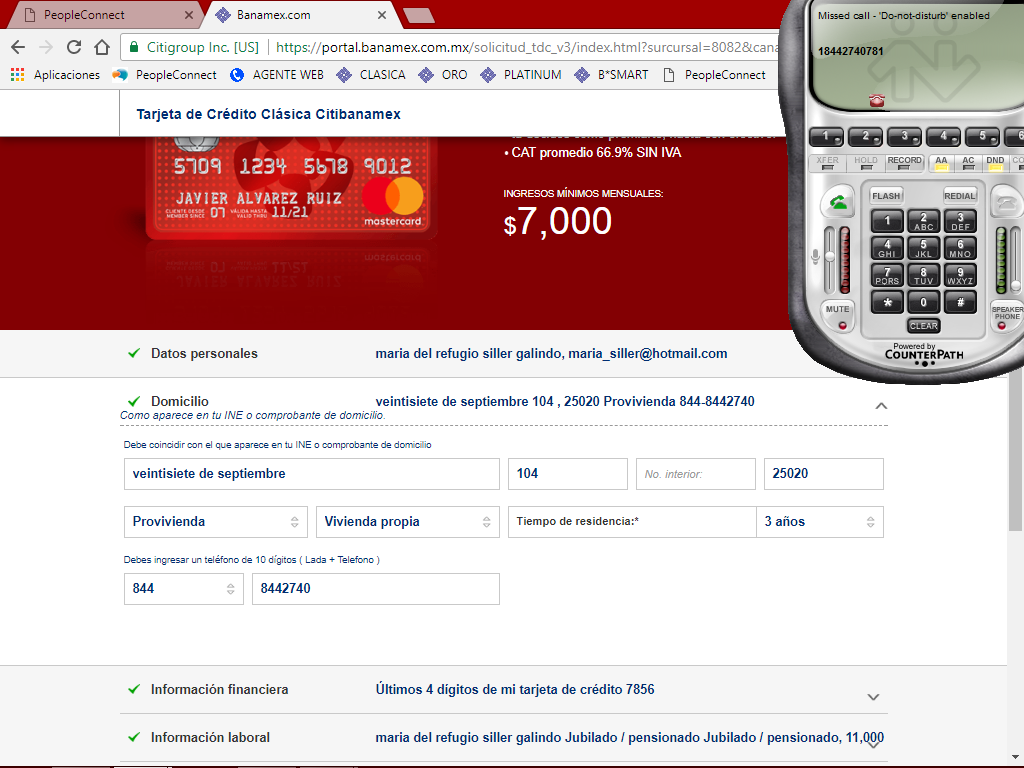 PeopleConnect
Banamex.com
Citigroup Inc. [US] https://portal.banamex.com.mx/solicitud_tdc_v3/index.html?surcursal=8082&cana
Aplicaciones PeopleConnect AGENTE WEB CLASICA ORO PLATINUM B*SMART PeopleConnect
Missed call - 'Do-not-disturb' enabled
18442740781
1 2 3 4 5 6
XFER HOLD RECORD AA AC DND CO
FLASH REDIAL
1 2 ABC 3 DEF
4 GHI 5 JKL 6 MNO
7 PQRS 8 TUV 9 WXYZ
* 0 #
MUTE SPEAKER PHONE
CLEAR
Powered by
COUNTERPATH
Tarjeta de Crédito Clásica Citibanamex
• CAT promedio 66.9% SIN IVA
5709 1234 5678 9012
JAVIER ALVAREZ RUIZ
CLIENTE DESDE MEMBER SINCE 07 VÁLIDA HASTA VALID THRU 11/21
mastercard
INGRESOS MÍNIMOS MENSUALES:
$7,000
Datos personales maria del refugio siller galindo, maria_siller@hotmail.com
Domicilio veintisiete de septiembre 104 , 25020 Provivienda 844-8442740
Como aparece en tu INE o comprobante de domicilio.
Debe coincidir con el que aparece en tu INE o comprobante de domicilio
veintisiete de septiembre 104 No. interior: 25020
Provivienda Vivienda propia Tiempo de residencia:* 3 años
Debes ingresar un teléfono de 10 dígitos ( Lada + Telefono )
844 8442740
Información financiera Últimos 4 dígitos de mi tarjeta de crédito 7856
Información laboral maria del refugio siller galindo Jubilado / pensionado Jubilado / pensionado, 11,000